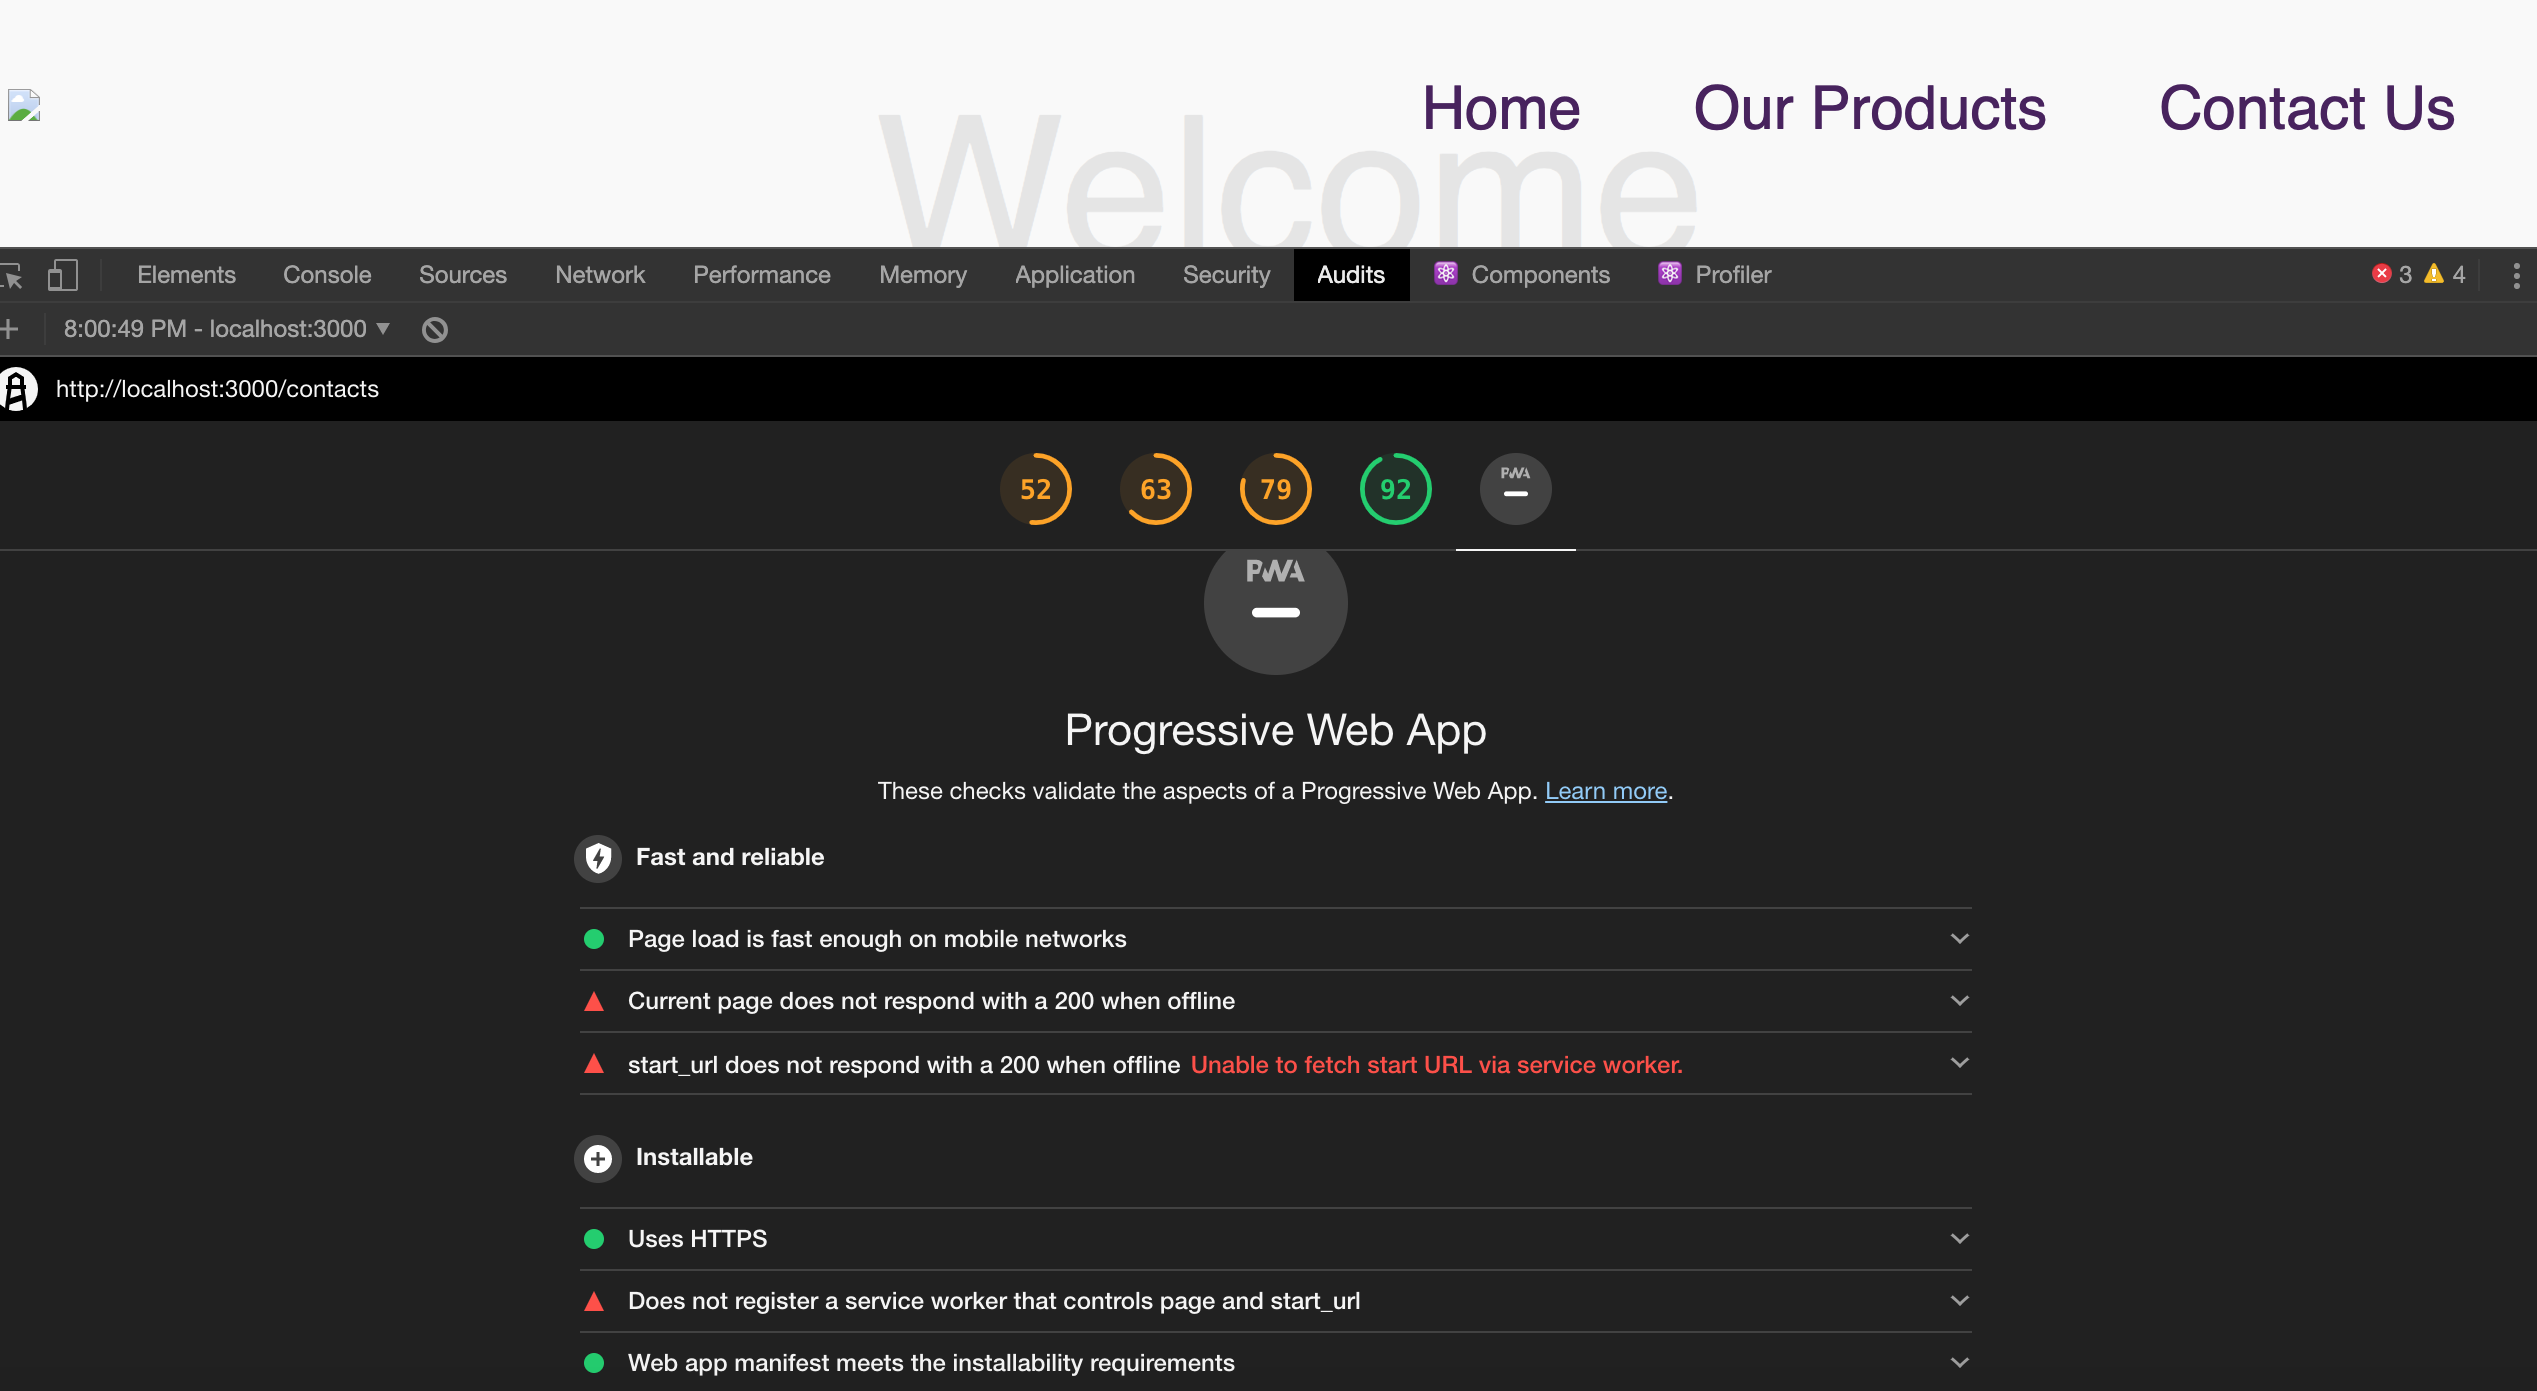 Home Our Products Contact Us
Welcome
Elements Console Sources Network Performance Memory Application Security Audits Components Profiler 3 4
8:00:49 PM - localhost:3000
http://localhost:3000/contacts
52 63 79 92 PWA
PWA
Progressive Web App
These checks validate the aspects of a Progressive Web App. Learn more.
Fast and reliable
Page load is fast enough on mobile networks
Current page does not respond with a 200 when offline
start_url does not respond with a 200 when offline Unable to fetch start URL via service worker.
Installable
Uses HTTPS
Does not register a service worker that controls page and start_url
Web app manifest meets the installability requirements